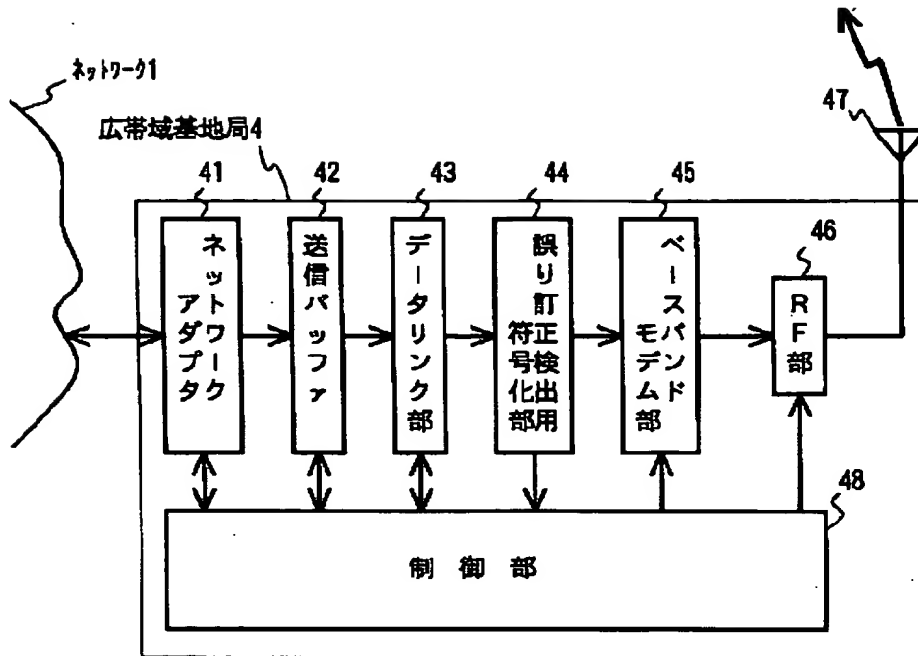 ネットワーク1
広帯域基地局4
47
41
42
43
44
45
46
ネットワーク
アダプタ
送信バッファ
データリンク部
誤り訂正検出用
符号化部
ベースバンド
モデム部
RF部
48
制御部